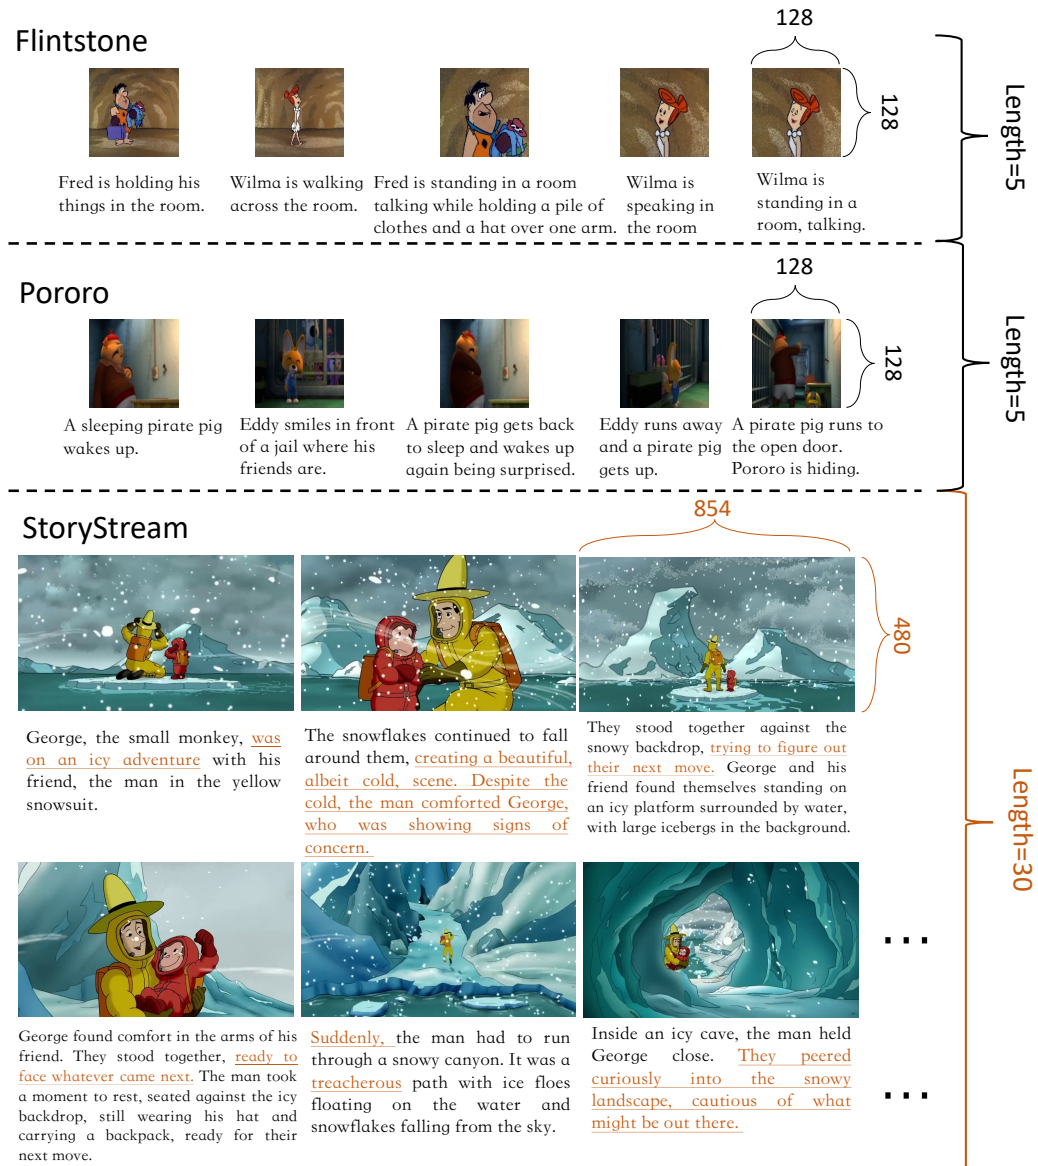 Flintstone
128
128
Length=5
Fred is holding his
things in the room.
Wilma is walking
across the room.
Fred is standing in a room
talking while holding a pile of
clothes and a hat over one arm.
Wilma is
speaking in
the room
Wilma is
standing in a
room, talking.
Pororo
128
128
Length=5
A sleeping pirate pig
wakes up.
Eddy smiles in front
of a jail where his
friends are.
A pirate pig gets back
to sleep and wakes up
again being surprised.
Eddy runs away
and a pirate pig
gets up.
A pirate pig runs to
the open door.
Pororo is hiding.
StoryStream
854
480
Length=30
George, the small monkey, was
on an icy adventure with his
friend, the man in the yellow
snowsuit.
The snowflakes continued to fall
around them, creating a beautiful,
albeit cold, scene. Despite the
cold, the man comforted George,
who was showing signs of
concern.
They stood together against the
snowy backdrop, trying to figure out
their next move. George and his
friend found themselves standing on
an icy platform surrounded by water,
with large icebergs in the background.
George found comfort in the arms of his
friend. They stood together, ready to
face whatever came next. The man took
a moment to rest, seated against the icy
backdrop, still wearing his hat and
carrying a backpack, ready for their
next move.
Suddenly, the man had to run
through a snowy canyon. It was a
treacherous path with ice floes
floating on the water and
snowflakes falling from the sky.
Inside an icy cave, the man held
George close. They peered
curiously into the snowy
landscape, cautious of what
might be out there.
...
...